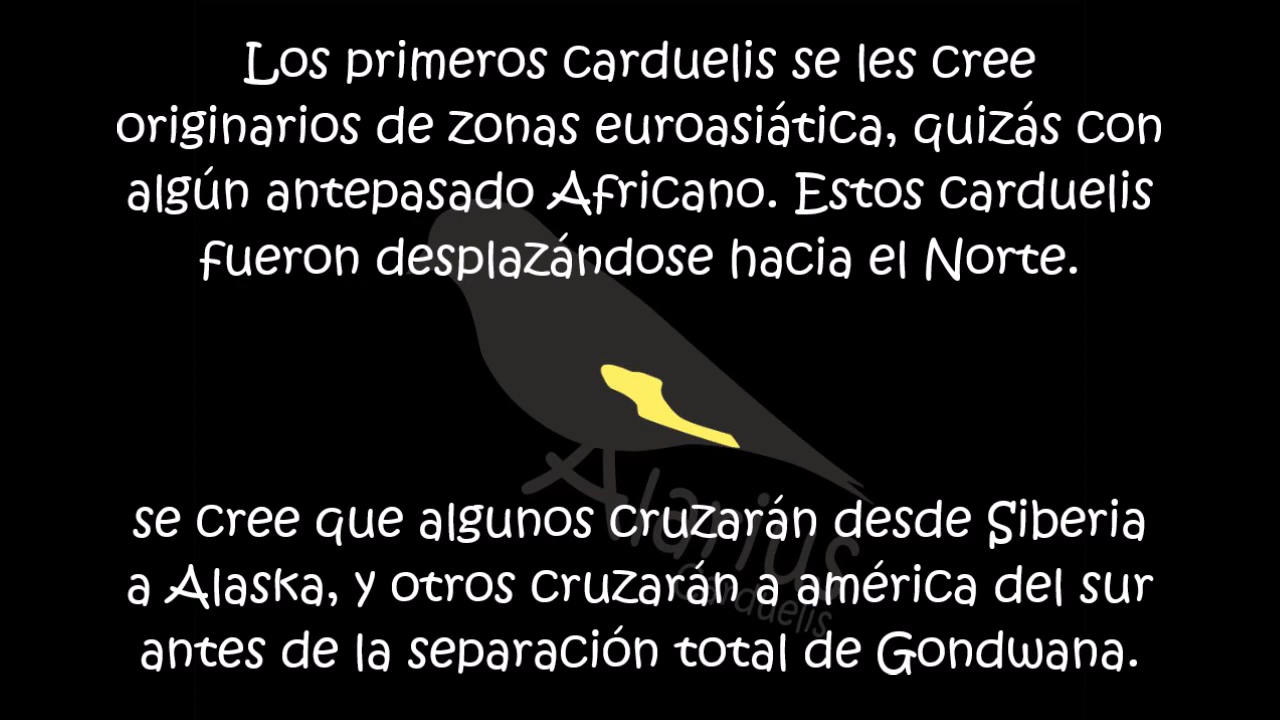 Los primeros carduelis se les cree
originarios de zonas euroasiática, quizás con
algún antepasado Africano. Estos carduelis
fueron desplazándose hacia el Norte.
se cree que algunos cruzarán desde Siberia
a Alaska, y otros cruzarán a américa del sur
antes de la separación total de Gondwana.
Alarius
Carduelis